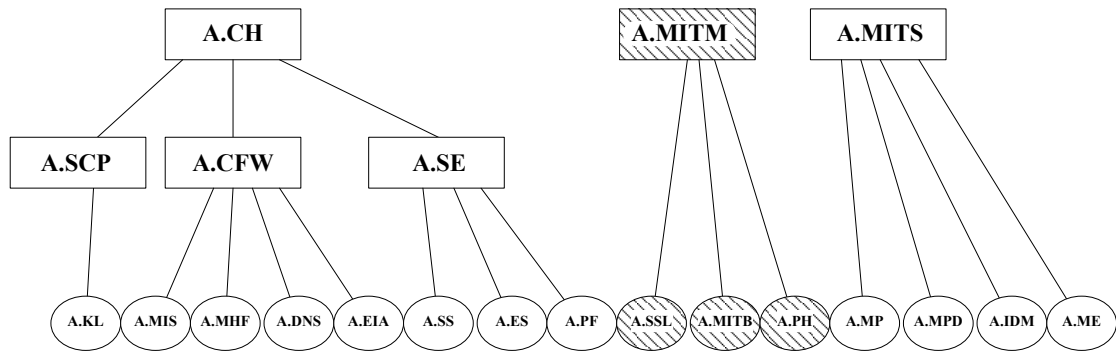 A.CH
A.MITM
A.MITS
A.SCP
A.CFW
A.SE
A.KL
A.MIS
A.MHF
A.DNS
A.EIA
A.SS
A.ES
A.PF
A.SSL
A.MITB
A.PH
A.MP
A.MPD
A.IDM
A.ME